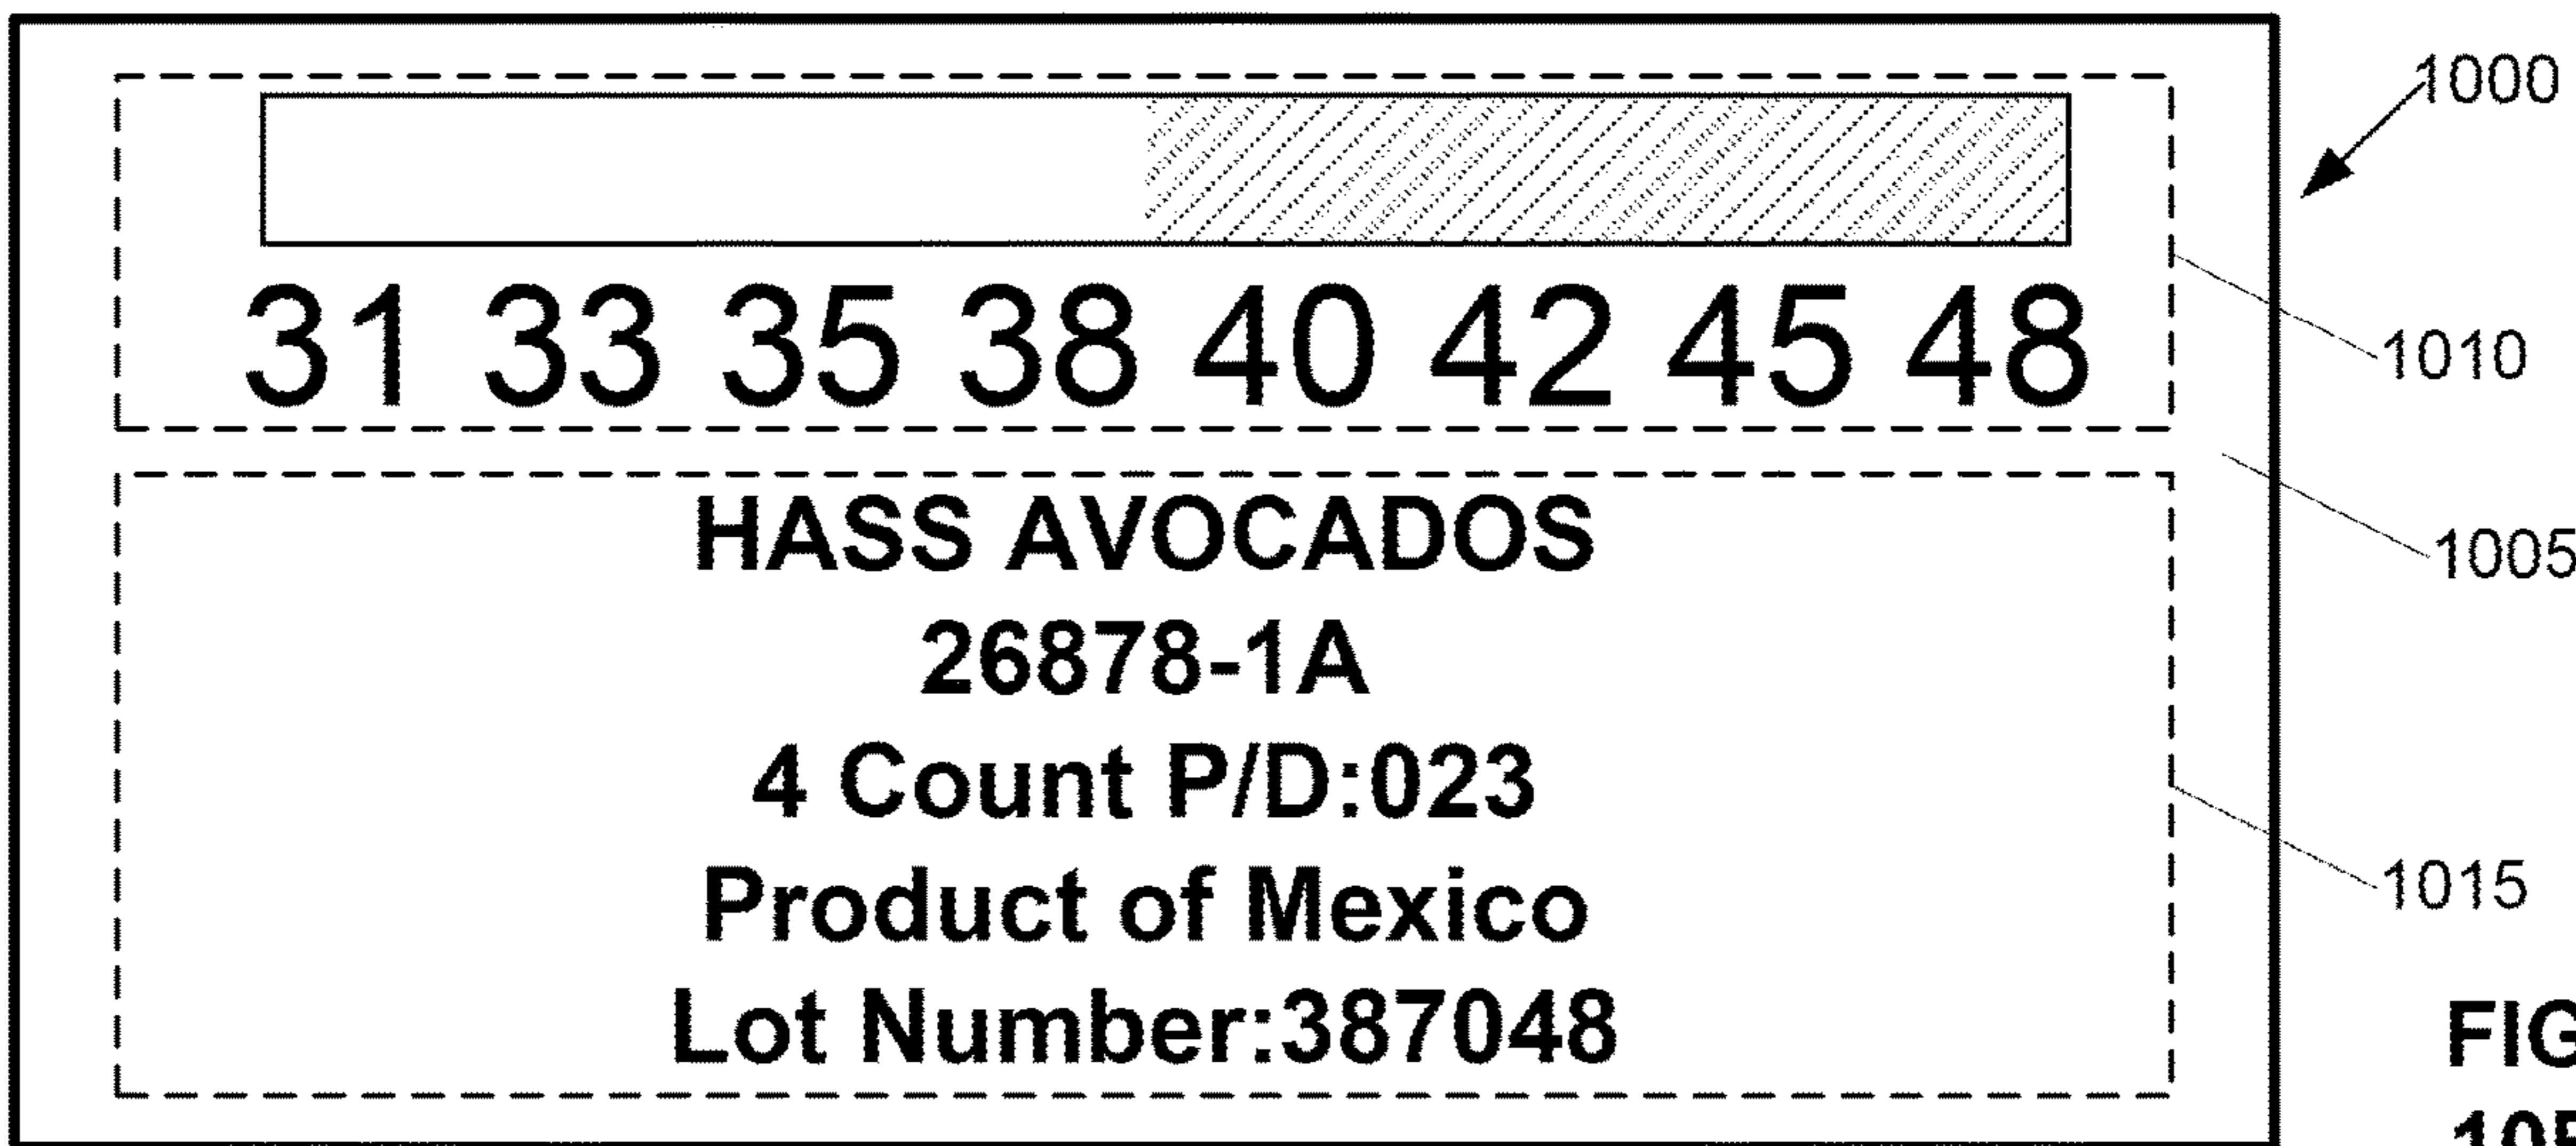 1000
31 33 35 38 40 42 45 48
1010
HASS AVOCADOS
1005
26878-1A
4 Count P/D:023
Product of Mexico
1015
Lot Number:387048
FIG